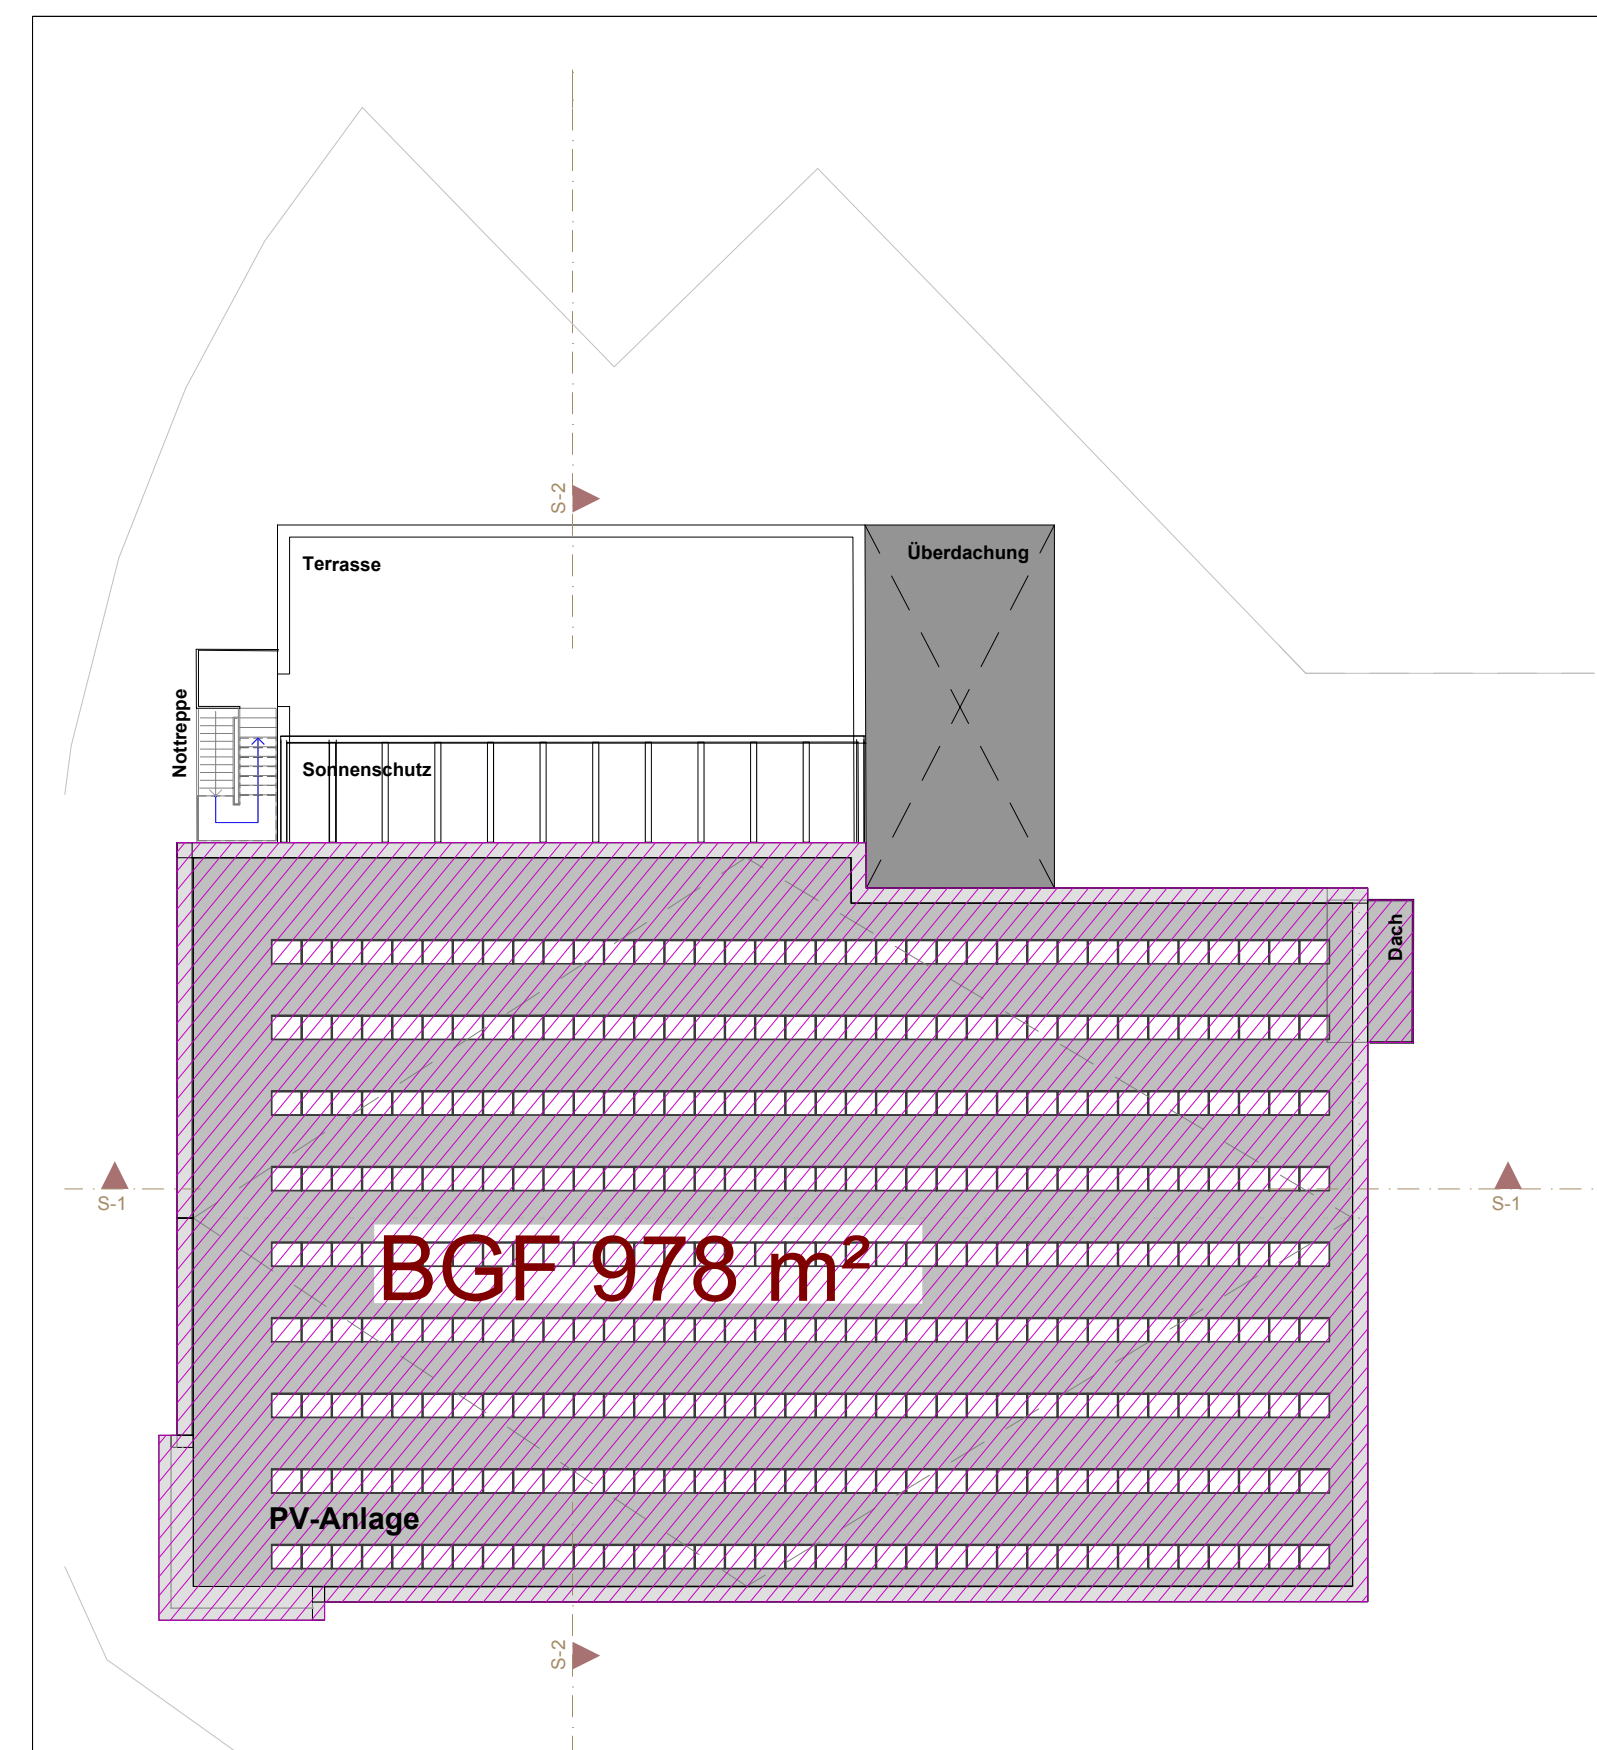 S-2
Terrasse
Überdachung
Nottreppe
Sonnenschutz
Dach
S-1
S-1
BGF 978 m²
PV-Anlage
S-2